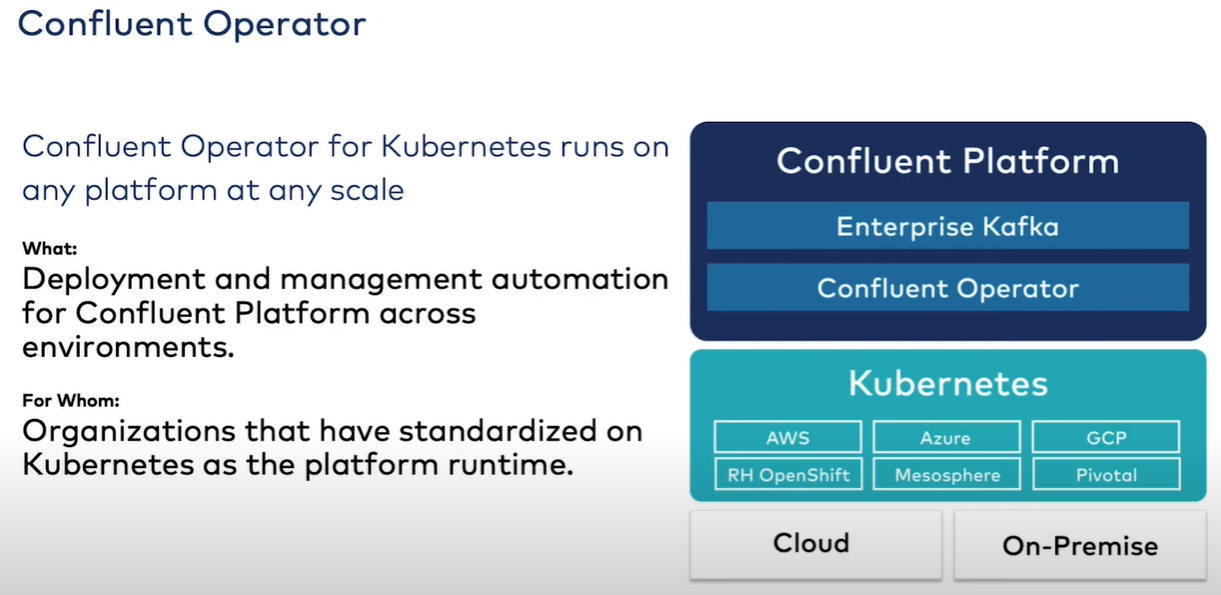 Confluent Operator
Confluent Operator for Kubernetes runs on
any platform at any scale
What:
Deployment and management automation
for Confluent Platform across
environments.
For Whom:
Organizations that have standardized on
Kubernetes as the platform runtime.
Confluent Platform
Enterprise Kafka
Confluent Operator
Kubernetes
AWS
Azure
GCP
RH OpenShift
Mesosphere
Pivotal
Cloud
On-Premise